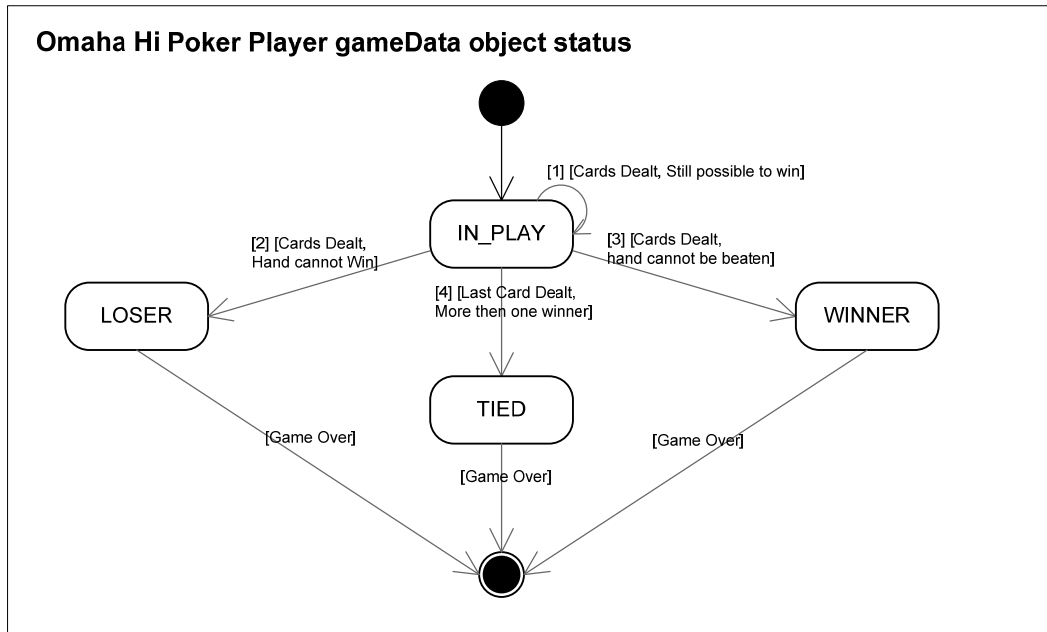 Omaha Hi Poker Player gameData object status
[1] [Cards Dealt, Still possible to win]
IN_PLAY
[2] [Cards Dealt,
Hand cannot Win]
[3] [Cards Dealt,
hand cannot be beaten]
[4] [Last Card Dealt,
More then one winner]
LOSER
WINNER
TIED
[Game Over]
[Game Over]
[Game Over]